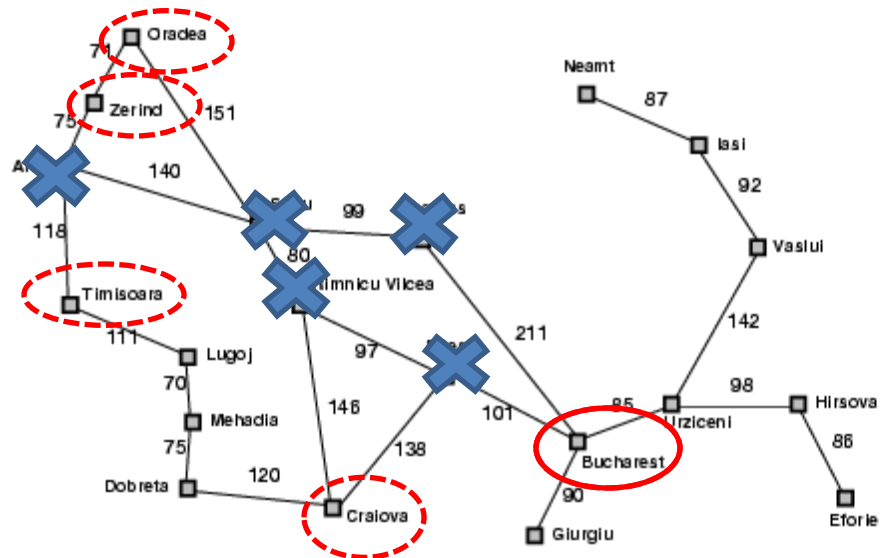 Oradea
Neamt
71
87
Zerind
151
75
Iasi
140
92
99
118
80
Vaslui
imnicu Vilcea
Timisoara
111
211
142
Lugoj
97
70
98
146
85
Hirsova
101
Mehadia
Urziceni
138
75
86
Bucharest
120
Dobreta
90
Craiova
Eforie
Giurgiu